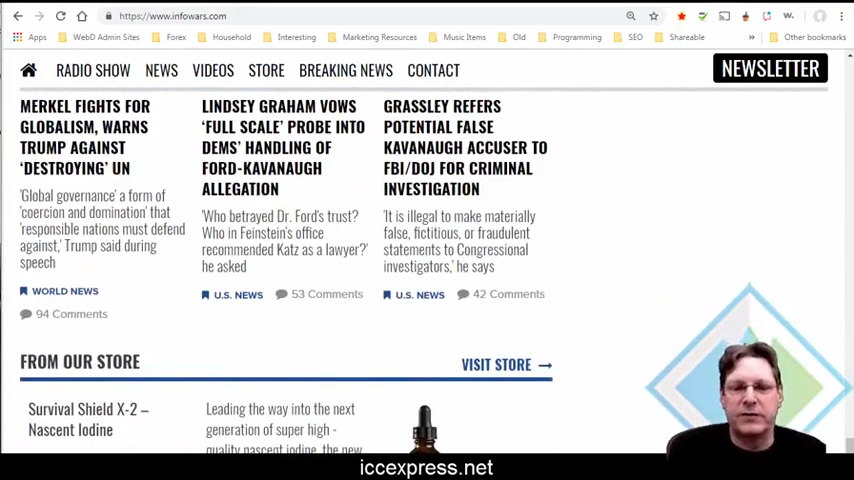 https://www.infowars.com
Apps WebD Admin Sites Forex Household Interesting Marketing Resources Music Items Old Programming SEO Shareable » Other bookmarks
RADIO SHOW NEWS VIDEOS STORE BREAKING NEWS CONTACT NEWSLETTER
MERKEL FIGHTS FOR
GLOBALISM, WARNS
TRUMP AGAINST
‘DESTROYING’ UN
'Global governance' a form of
'coercion and domination' that
'responsible nations must defend
against,' Trump said during
speech
WORLD NEWS
94 Comments
LINDSEY GRAHAM VOWS
‘FULL SCALE’ PROBE INTO
DEMS’ HANDLING OF
FORD-KAVANAUGH
ALLEGATION
'Who betrayed Dr. Ford's trust?
Who in Feinstein's office
recommended Katz as a lawyer?'
he asked
U.S. NEWS 53 Comments
GRASSLEY REFERS
POTENTIAL FALSE
KAVANAUGH ACCUSER TO
FBI/DOJ FOR CRIMINAL
INVESTIGATION
'It is illegal to make materially
false, fictitious, or fraudulent
statements to Congressional
investigators,' he says
U.S. NEWS 42 Comments
FROM OUR STORE VISIT STORE →
Survival Shield X-2 –
Nascent Iodine
Leading the way into the next
generation of super high -
quality nascent iodine, the new
iccexpress.net